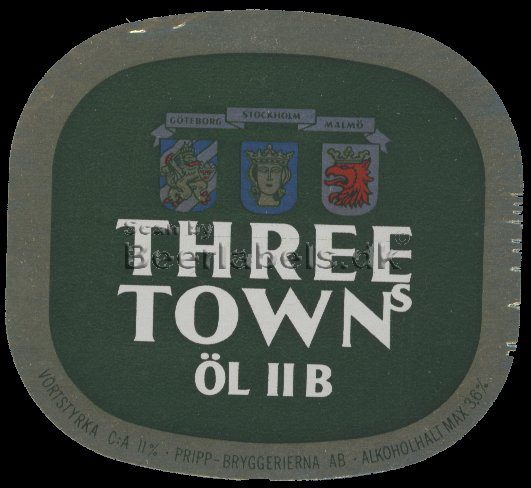 GÖTEBORG STOCKHOLM MALMÖ
Scan by
Beerlabels.dk ©
THREE
TOWNS
ÖL II B
VORTSTYRKA C:A 11% · PRIPP-BRYGGERIERNA AB · ALKOHOLHALT MAX 3,6%